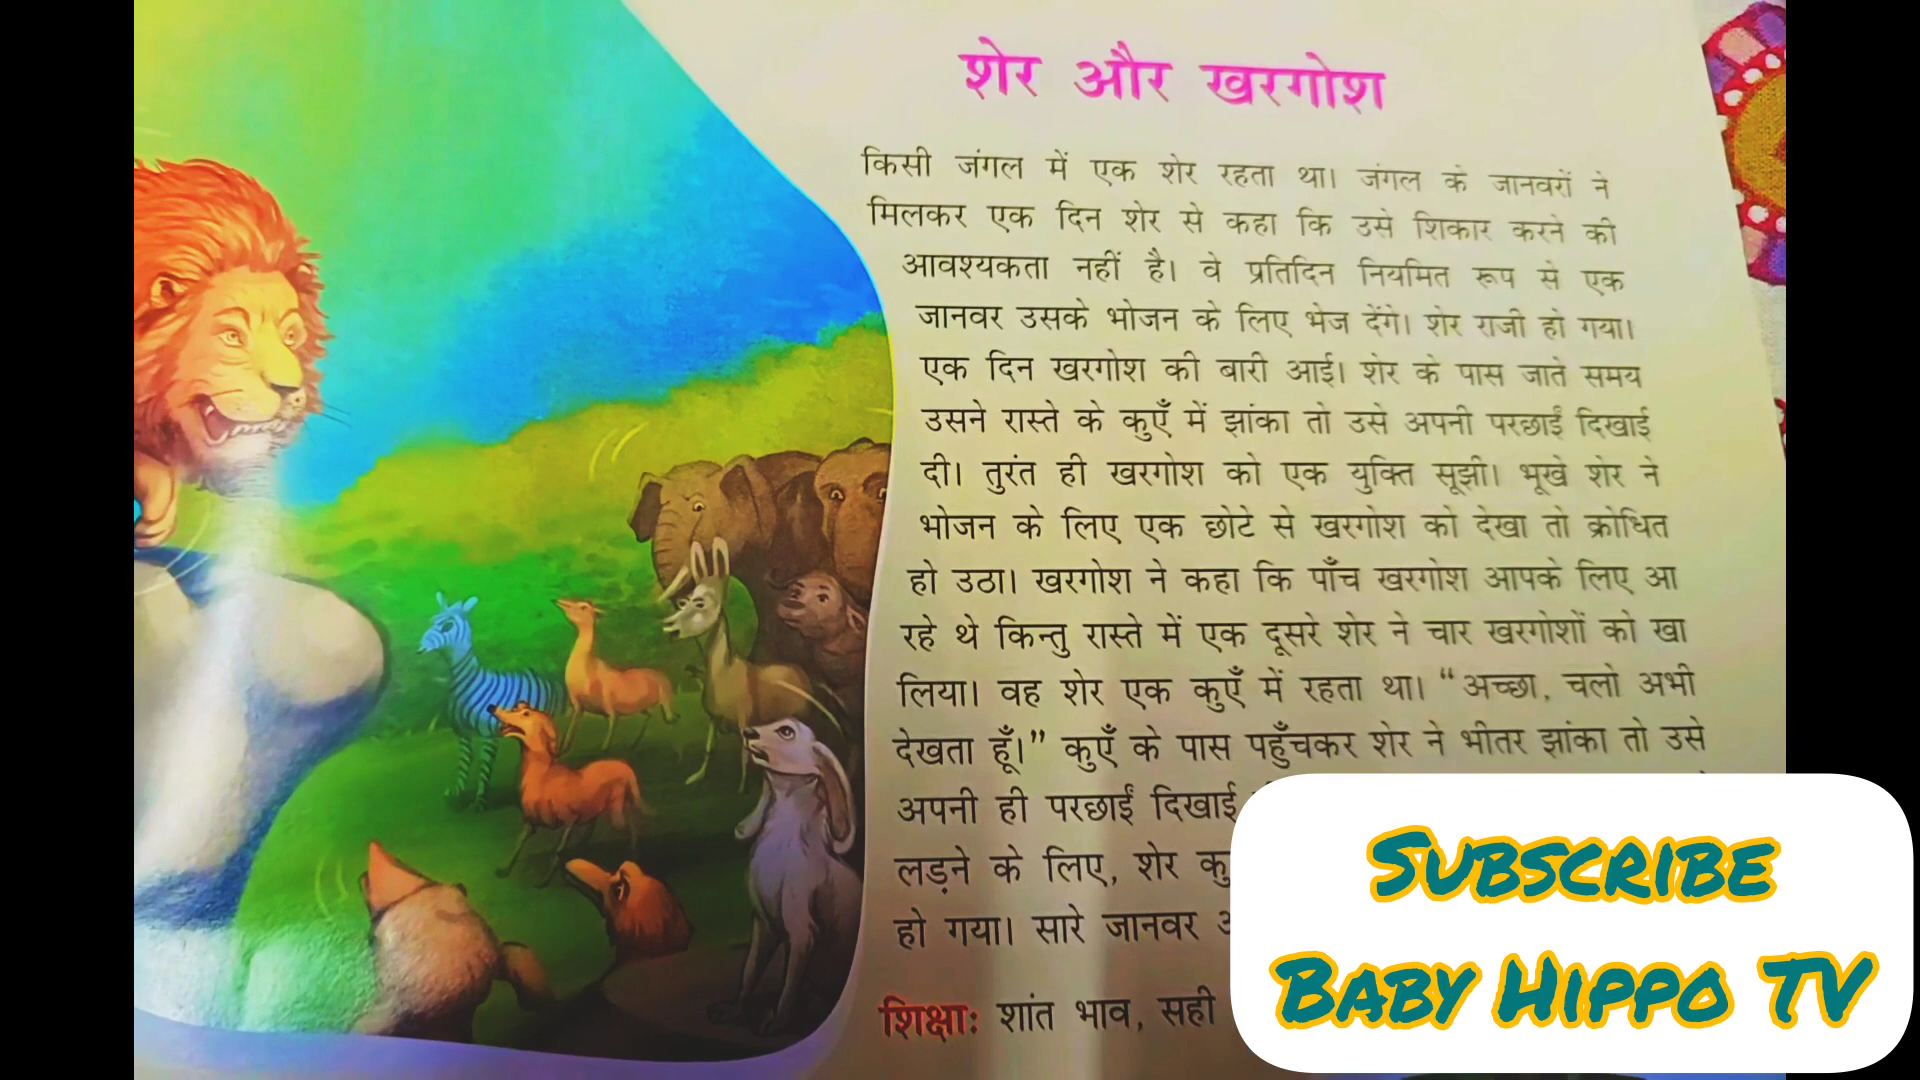 शेर और खरगोश
किसी जंगल में एक शेर रहता था। जंगल के जानवरों ने
मिलकर एक दिन शेर से कहा कि उसे शिकार करने की
आवश्यकता नहीं है। वे प्रतिदिन नियमित रूप से एक
जानवर उसके भोजन के लिए भेज देंगे। शेर राजी हो गया।
एक दिन खरगोश की बारी आई। शेर के पास जाते समय
उसने रास्ते के कुएँ में झांका तो उसे अपनी परछाईं दिखाई
दी। तुरंत ही खरगोश को एक युक्ति सूझी। भूखे शेर ने
भोजन के लिए एक छोटे से खरगोश को देखा तो क्रोधित
हो उठा। खरगोश ने कहा कि पाँच खरगोश आपके लिए आ
रहे थे किन्तु रास्ते में एक दूसरे शेर ने चार खरगोशों को खा
लिया। वह शेर एक कुएँ में रहता था। “अच्छा, चलो अभी
देखता हूँ।” कुएँ के पास पहुँचकर शेर ने भीतर झांका तो उसे
अपनी ही परछाईं दिखाई
लड़ने के लिए, शेर
हो गया। सारे जानवर
शिक्षाः शांत भाव, सही
Subscribe
Baby Hippo TV